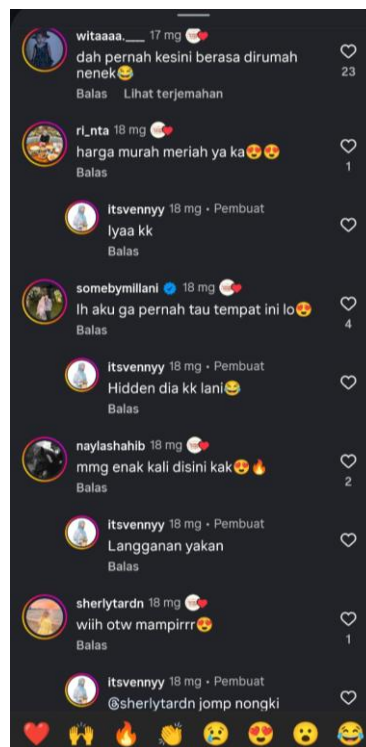 witaaaa.___ 17 mg
dah pernah kesini berasa dirumah
nenek😂
23
Balas Lihat terjemahan
ri_nta 18 mg
harga murah meriah ya ka😍😍
1
Balas
itsvennyy 18 mg • Pembuat
Iyaa kk
Balas
somebymillani 18 mg
Ih aku ga pernah tau tempat ini lo😍
4
Balas
itsvennyy 18 mg • Pembuat
Hidden dia kk lani😂
Balas
naylashahib 18 mg
mmg enak kali disini kak😍🔥
2
Balas
itsvennyy 18 mg • Pembuat
Langganan yakan
Balas
sherlytardn 18 mg
wiih otw mampirrr😍
1
Balas
itsvennyy 18 mg • Pembuat
@sherlytardn jomp nongki